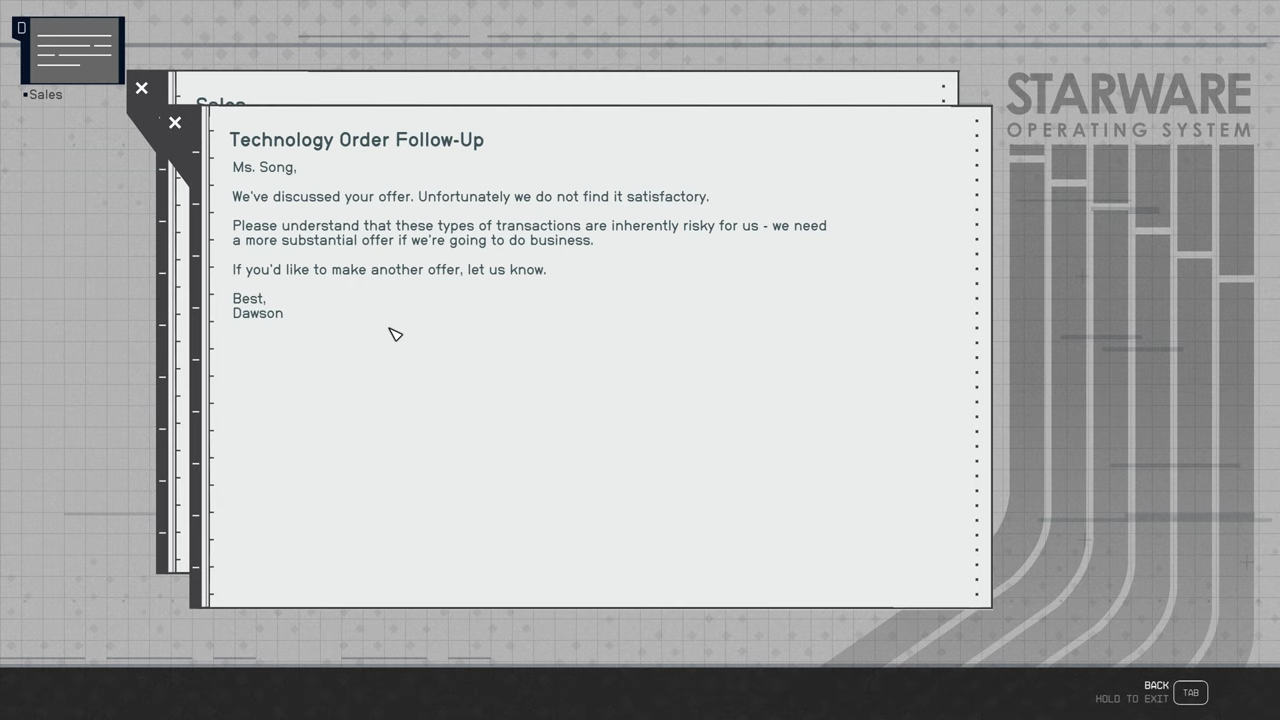 D
Sales
Sales
Technology Order Follow-Up
Ms. Song,
We've discussed your offer. Unfortunately we do not find it satisfactory.
Please understand that these types of transactions are inherently risky for us - we need
a more substantial offer if we're going to do business.
If you'd like to make another offer, let us know.
Best,
Dawson
STARWARE
OPERATING SYSTEM
BACK
HOLD TO EXIT
TAB